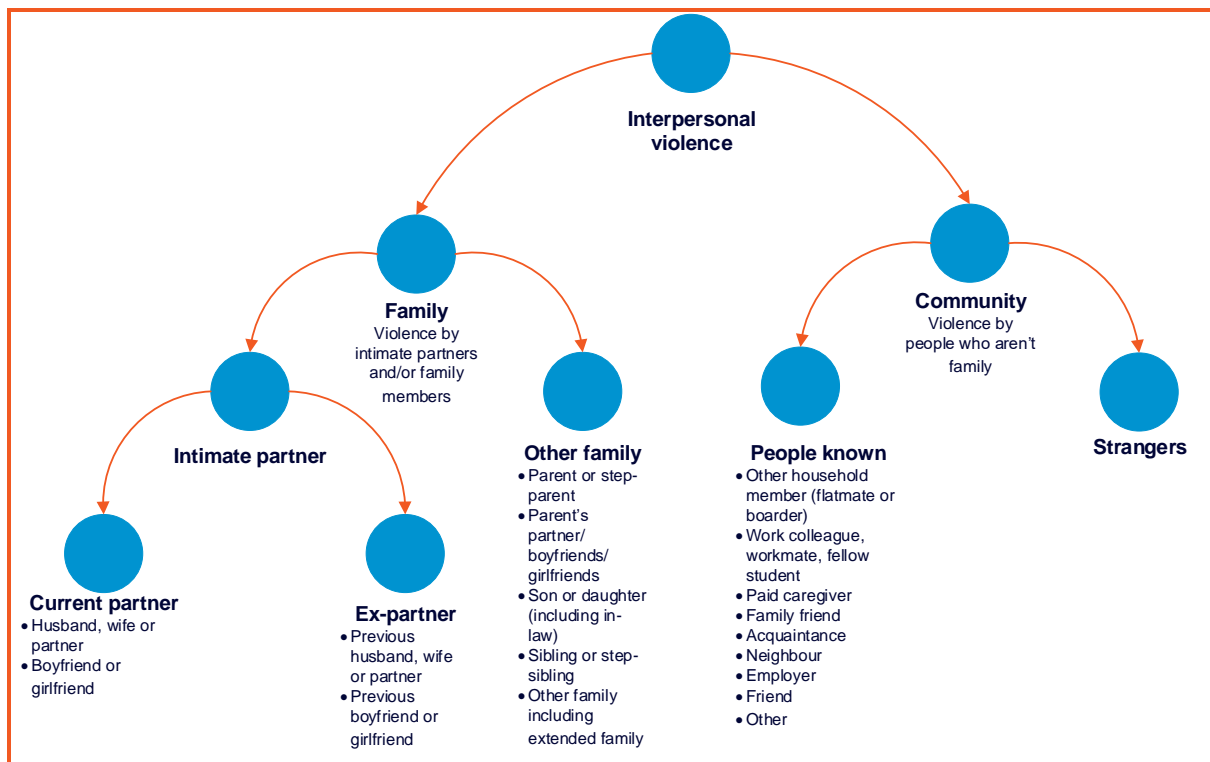 Interpersonal
violence
Family
Violence by
intimate partners
and/or family
members
Community
Violence by
people who aren't
family
Intimate partner
Other family
• Parent or step-
parent
• Parent's
partner/
boyfriends/
girlfriends
• Son or daughter
(including in-
law)
• Sibling or step-
sibling
• Other family
including
extended family
People known
• Other household
member (flatmate or
boarder)
• Work colleague,
workmate, fellow
student
• Paid caregiver
• Family friend
• Acquaintance
• Neighbour
• Employer
• Friend
• Other
Strangers
Current partner
• Husband, wife or
partner
• Boyfriend or
girlfriend
Ex-partner
• Previous
husband, wife
or partner
• Previous
boyfriend or
girlfriend